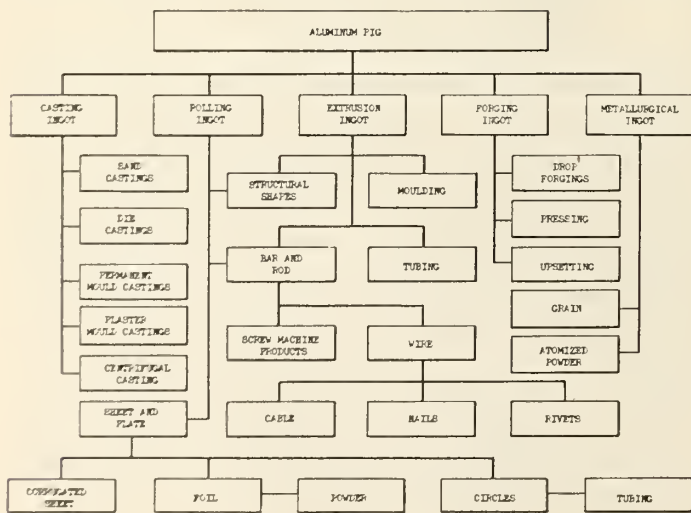 ALUMINUM PIG
CASTING
INGOT
ROLLING
INGOT
EXTRUSION
INGOT
FORGING
INGOT
METALLURGICAL
INGOT
SAND
CASTINGS
DIE
CASTINGS
PERMANENT
MOULD CASTINGS
PLASTER
MOULD CASTINGS
CENTRIFUGAL
CASTING
SHEET AND
PLATE
STRUCTURAL
SHAPES
MOULDING
BAR AND
ROD
TUBING
SCREW MACHINE
PRODUCTS
WIRE
CABLE
NAILS
RIVETS
DROP
FORGINGS
PRESSING
UPSETTING
GRAIN
ATOMIZED
POWDER
CORRUGATED
SHEET
FOIL
POWDER
CIRCLES
TUBING